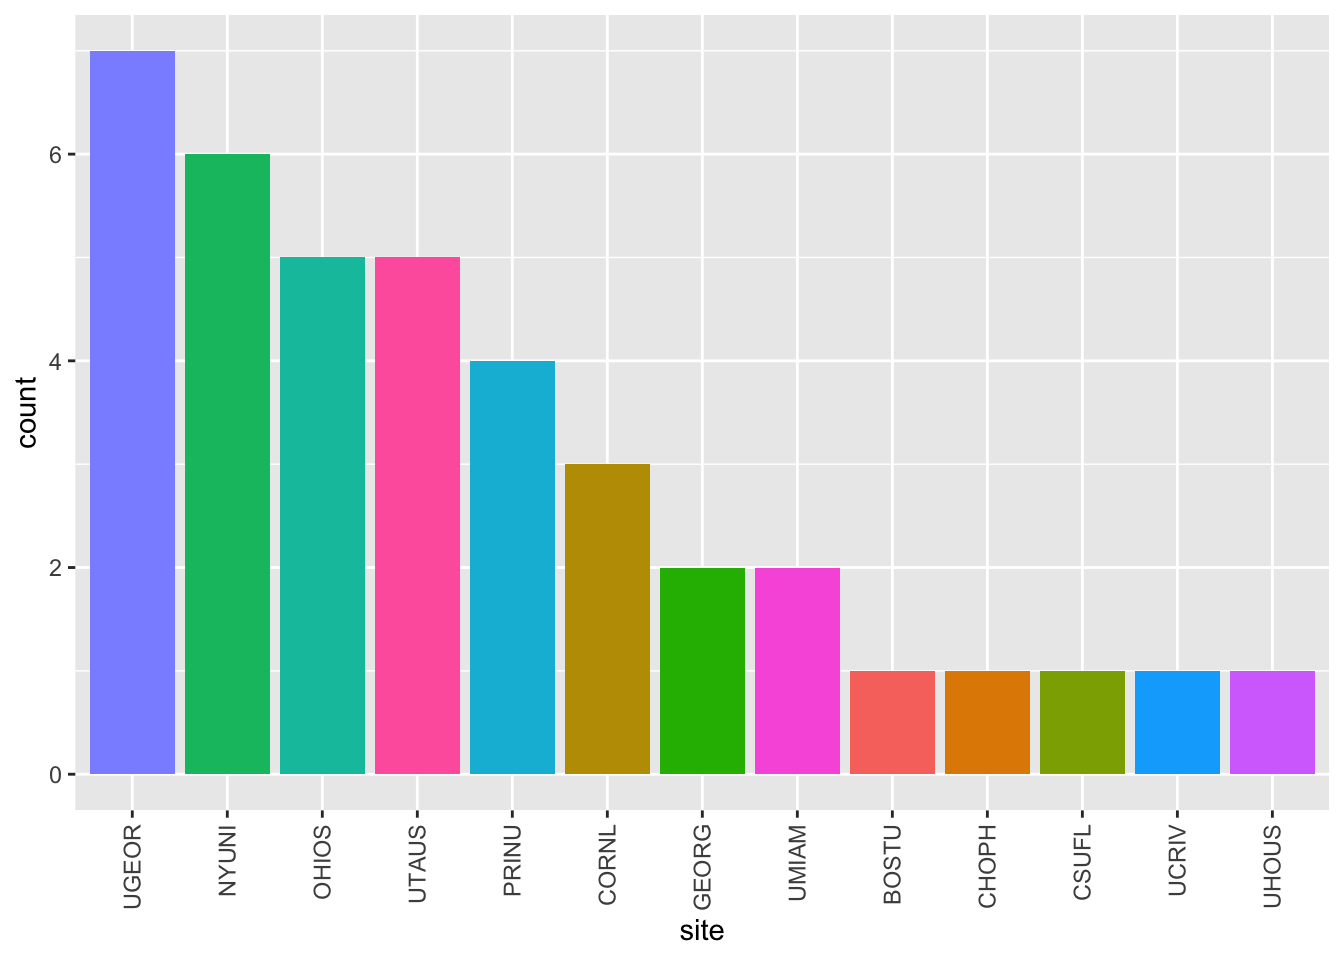 count
6
4
2
0
UGEOR
NYUNI
OHIOS
UTAUS
PRINU
CORNL
GEORG
UMIAM
BOSTU
CHOPH
CSUFL
UCRIV
UHOUS
site